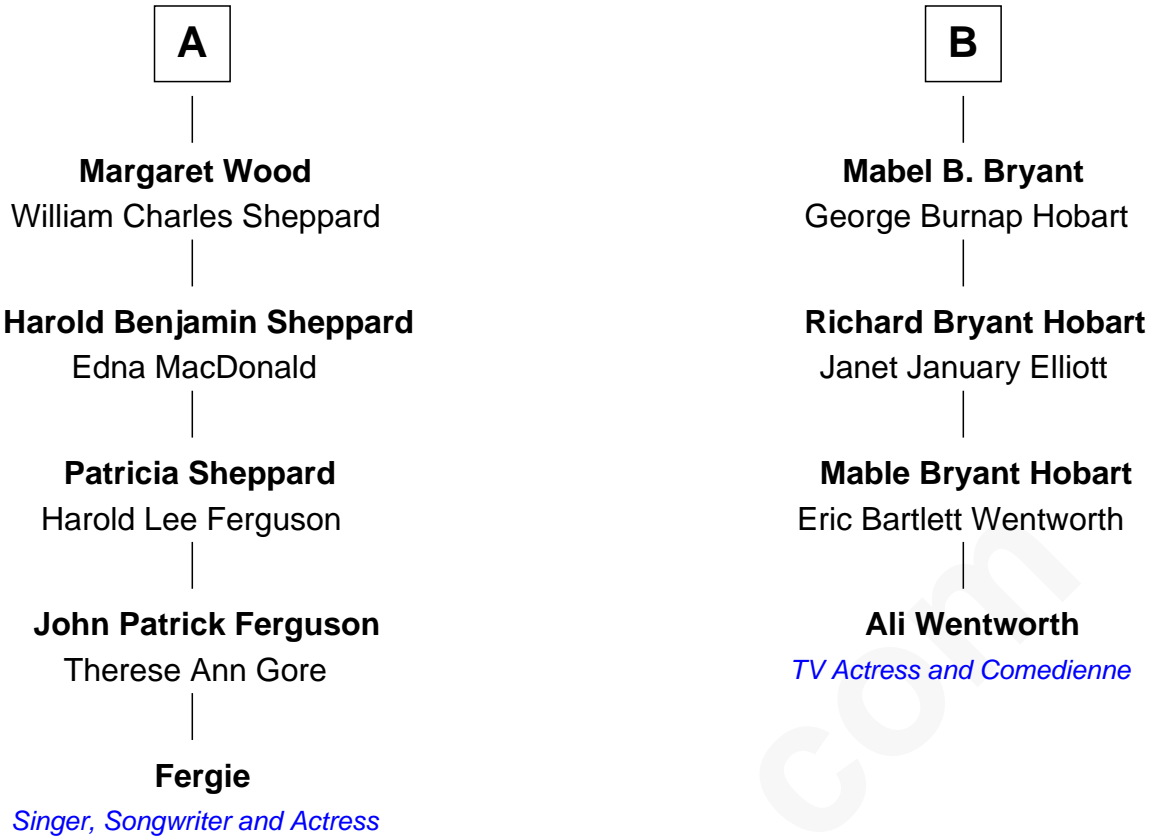 A
Margaret Wood
William Charles Sheppard
Harold Benjamin Sheppard
Edna MacDonald
Patricia Sheppard
Harold Lee Ferguson
John Patrick Ferguson
Therese Ann Gore
Fergie
Singer, Songwriter and Actress
B
Mabel B. Bryant
George Burnap Hobart
Richard Bryant Hobart
Janet January Elliott
Mable Bryant Hobart
Eric Bartlett Wentworth
Ali Wentworth
TV Actress and Comedienne
com